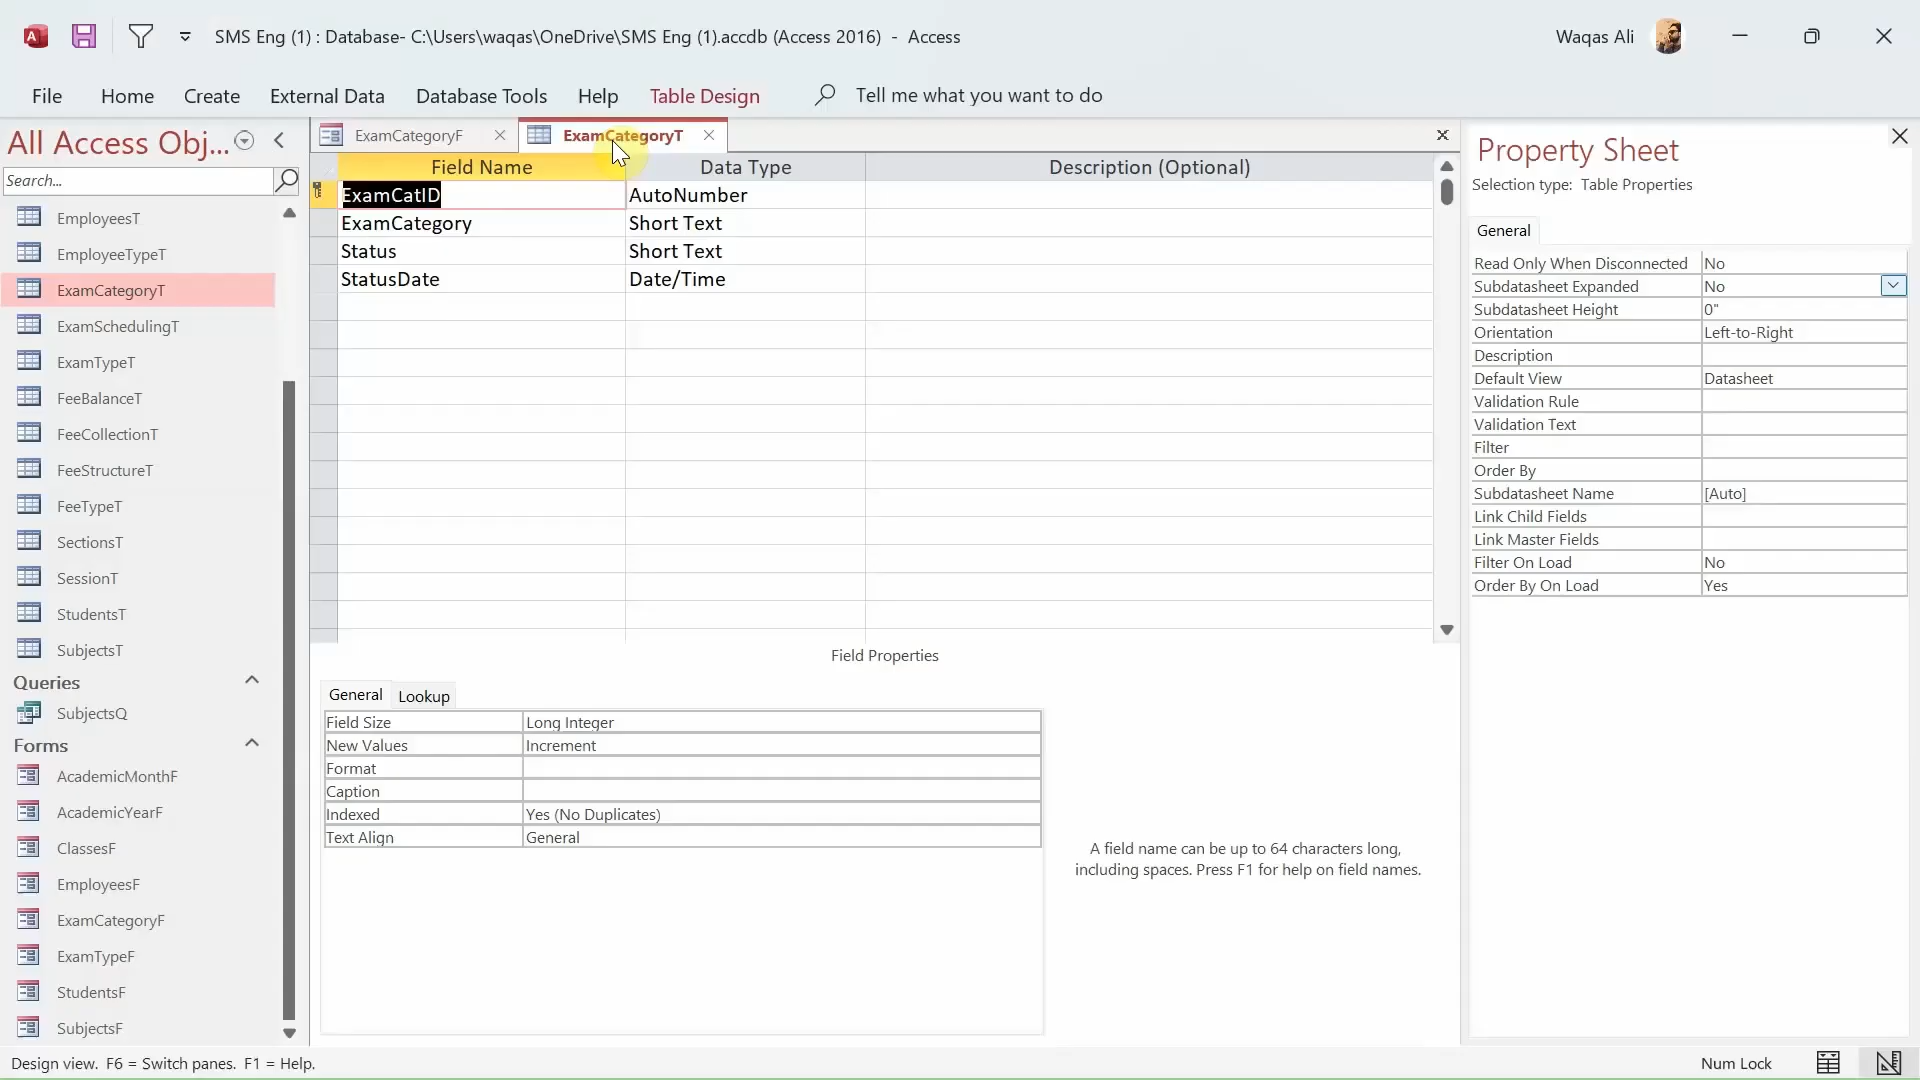 SMS Eng (1) : Database- C:\Users\waqas\OneDrive\SMS Eng (1).accdb (Access 2016) - Access
Waqas Ali
File Home Create External Data Database Tools Help Table Design Tell me what you want to do
All Access Obj...
Search...
EmployeesT
EmployeeTypeT
ExamCategoryT
ExamSchedulingT
ExamTypeT
FeeBalanceT
FeeCollectionT
FeeStructureT
FeeTypeT
SectionsT
SessionT
StudentsT
SubjectsT
Queries
SubjectsQ
Forms
AcademicMonthF
AcademicYearF
ClassesF
EmployeesF
ExamCategoryF
ExamTypeF
StudentsF
SubjectsF
ExamCategoryF ExamCategoryT
Field Name Data Type Description (Optional)
ExamCatID AutoNumber
ExamCategory Short Text
Status Short Text
StatusDate Date/Time
Field Properties
General Lookup
Field Size Long Integer
New Values Increment
Format
Caption
Indexed Yes (No Duplicates)
Text Align General
A field name can be up to 64 characters long,
including spaces. Press F1 for help on field names.
Property Sheet
Selection type: Table Properties
General
Read Only When Disconnected No
Subdatasheet Expanded No
Subdatasheet Height 0"
Orientation Left-to-Right
Description
Default View Datasheet
Validation Rule
Validation Text
Filter
Order By
Subdatasheet Name [Auto]
Link Child Fields
Link Master Fields
Filter On Load No
Order By On Load Yes
Design view. F6 = Switch panes. F1 = Help.
Num Lock